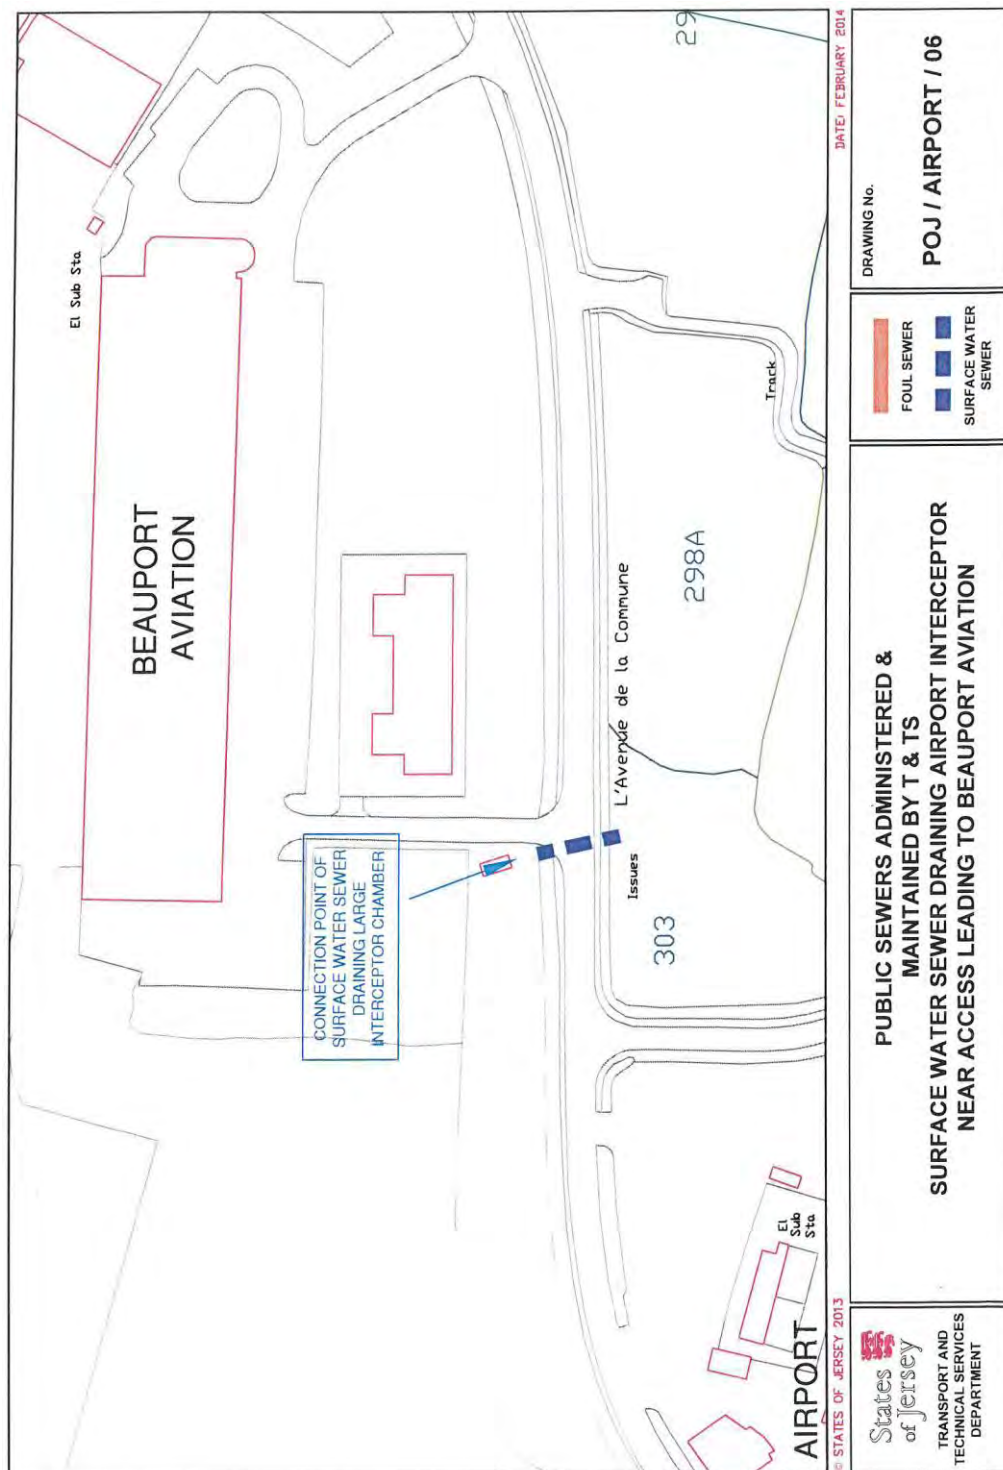 El Sub Sta
BEAUPORT
AVIATION
CONNECTION POINT OF
SURFACE WATER SEWER
DRAINING LARGE
INTERCEPTOR CHAMBER
L'Avenue de la Commune
Issues
Track
29
298A
303
El
Sub
Sta
AIRPORT
© STATES OF JERSEY 2013
DATE: FEBRUARY 2014
States
of Jersey
TRANSPORT AND
TECHNICAL SERVICES
DEPARTMENT
PUBLIC SEWERS ADMINISTERED &
MAINTAINED BY T & TS
SURFACE WATER SEWER DRAINING AIRPORT INTERCEPTOR
NEAR ACCESS LEADING TO BEAUPORT AVIATION
FOUL SEWER
SURFACE WATER
SEWER
DRAWING No.
POJ / AIRPORT / 06